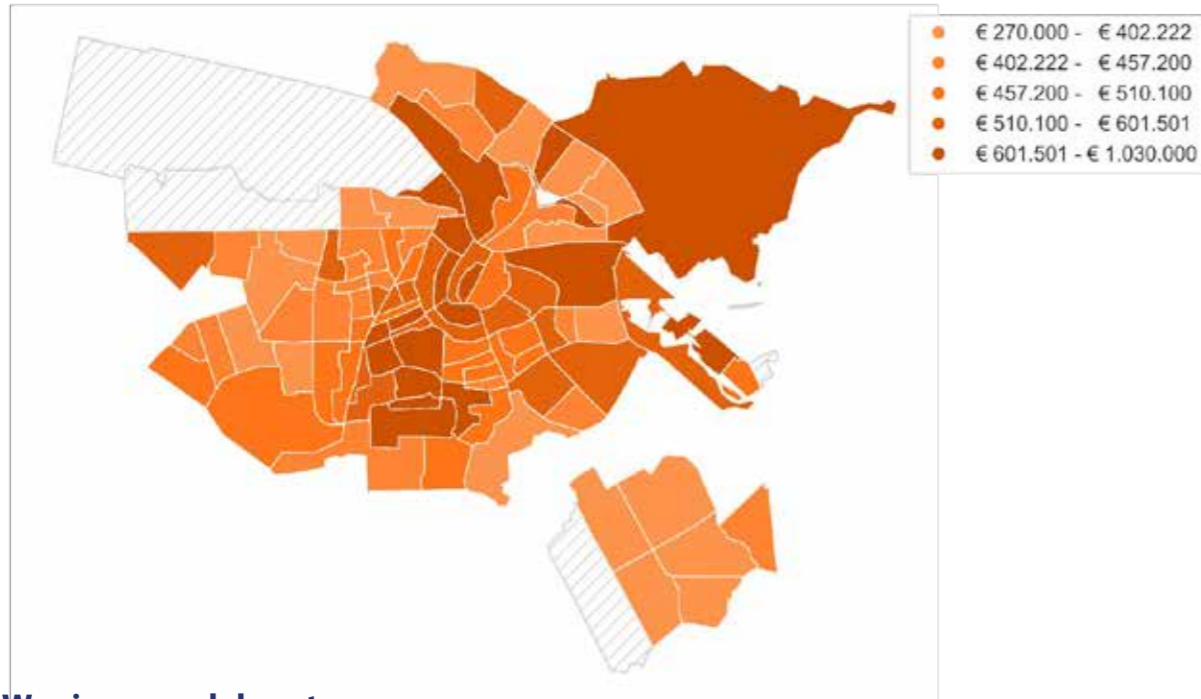 € 270.000 - € 402.222
€ 402.222 - € 457.200
€ 457.200 - € 510.100
€ 510.100 - € 601.501
€ 601.501 - € 1.030.000